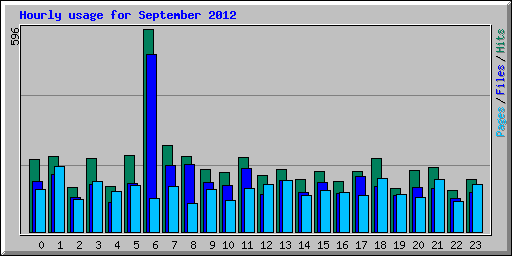 Hourly usage for September 2012
596
Pages / Files / Hits
0 1 2 3 4 5 6 7 8 9 10 11 12 13 14 15 16 17 18 19 20 21 22 23